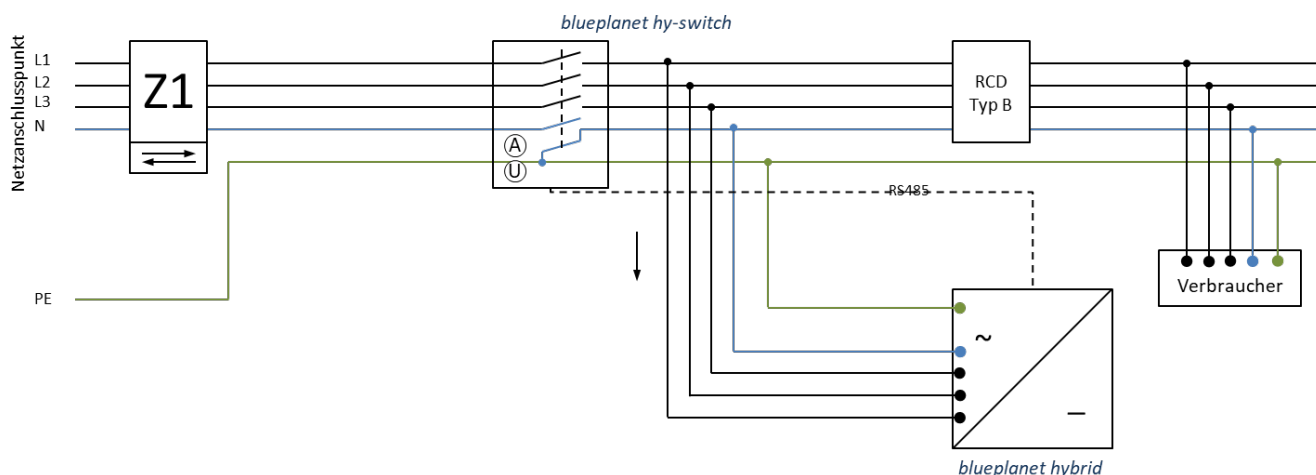 blueplanet hy-switch
Netzanschlusspunkt
L1
L2
L3
N
Z1
A
U
RCD
Typ B
RS485
PE
Verbraucher
~
–
blueplanet hybrid